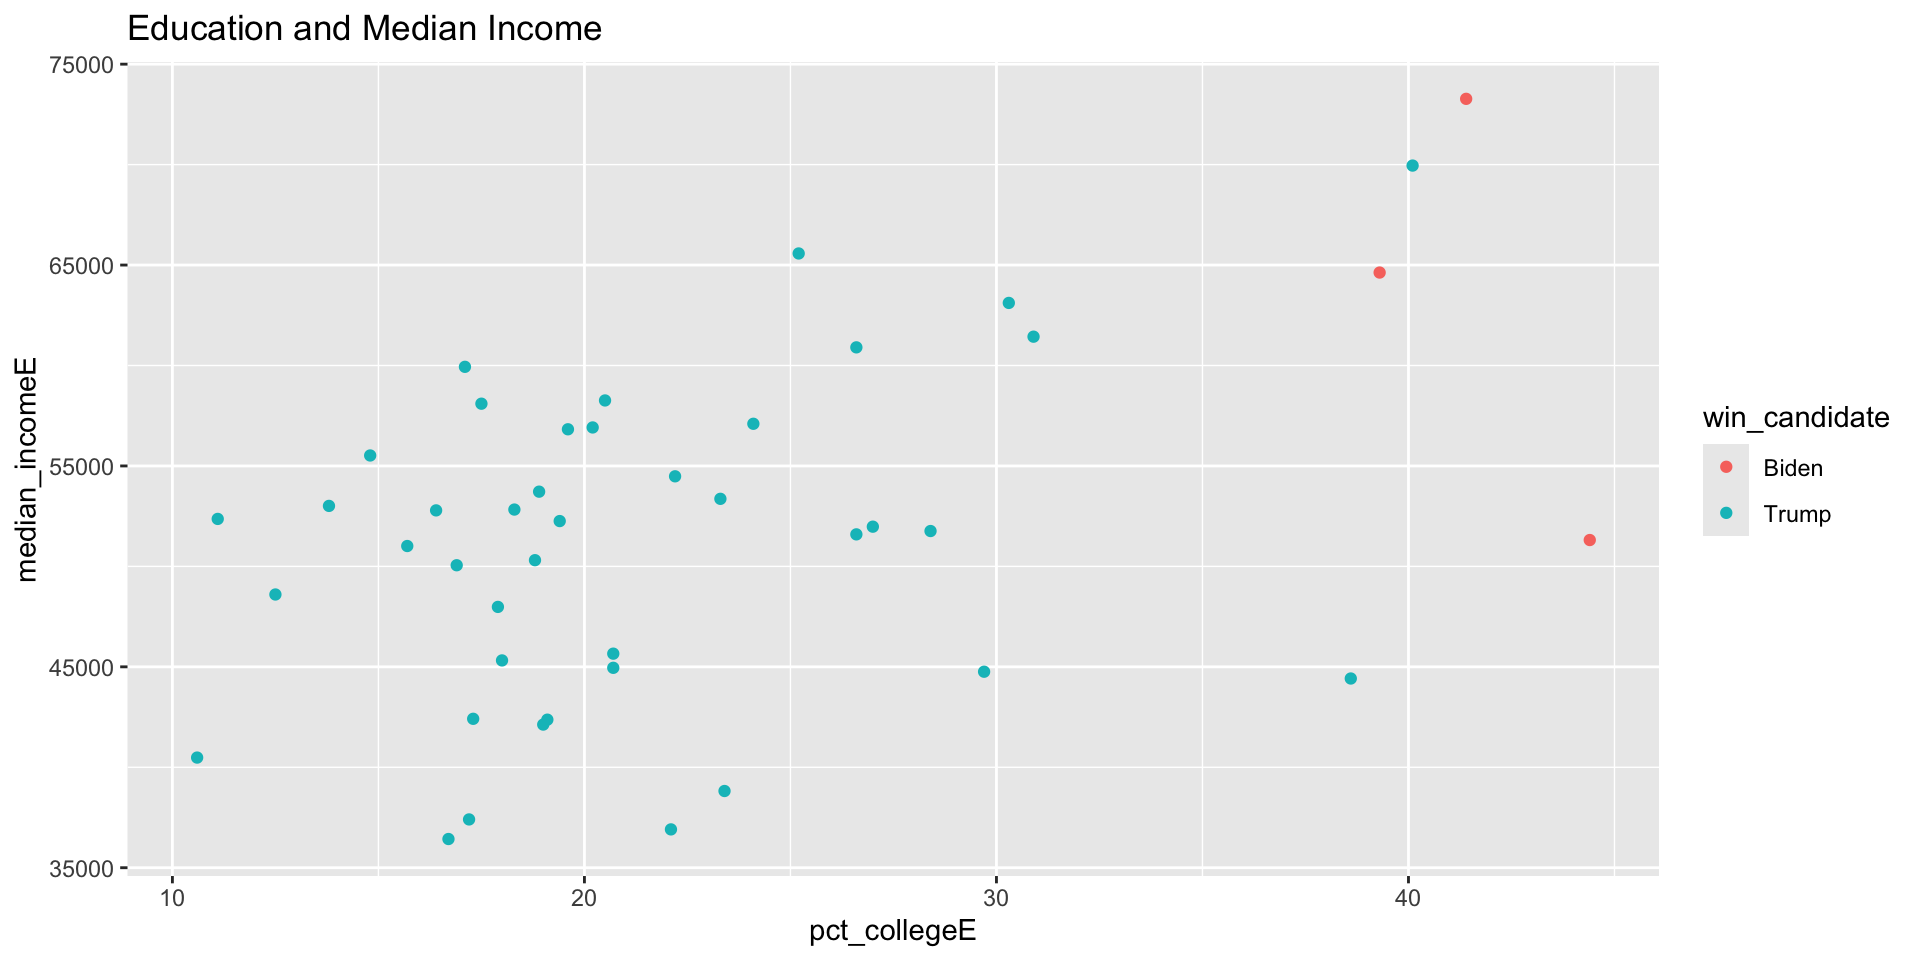 Education and Median Income
75000
65000
55000
45000
35000
median_incomeE
10 20 30 40
pct_collegeE
win_candidate
Biden
Trump